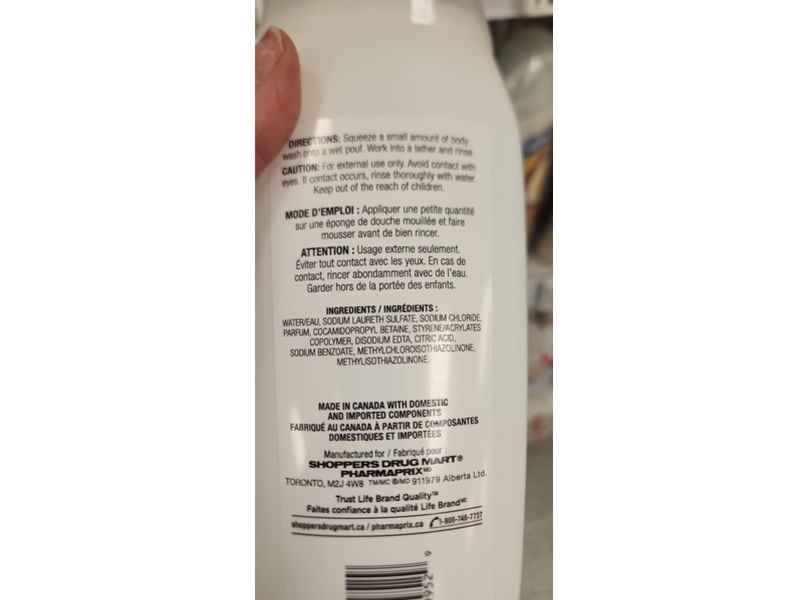 DIRECTIONS: Squeeze a small amount of body
wash onto a wet pouf. Work into a lather and rinse.
CAUTION: For external use only. Avoid contact with
eyes. If contact occurs, rinse thoroughly with water.
Keep out of the reach of children.
MODE D'EMPLOI : Appliquer une petite quantité
sur une éponge de douche mouillée et faire
mousser avant de bien rincer.
ATTENTION : Usage externe seulement.
Éviter tout contact avec les yeux. En cas de
contact, rincer abondamment avec de l'eau.
Garder hors de la portée des enfants.
INGREDIENTS / INGRÉDIENTS :
WATER/EAU, SODIUM LAURETH SULFATE, SODIUM CHLORIDE,
PARFUM, COCAMIDOPROPYL BETAINE, STYRENE/ACRYLATES
COPOLYMER, DISODIUM EDTA, CITRIC ACID,
SODIUM BENZOATE, METHYLCHLOROISOTHIAZOLINONE,
METHYLISOTHIAZOLINONE.
MADE IN CANADA WITH DOMESTIC
AND IMPORTED COMPONENTS
FABRIQUÉ AU CANADA À PARTIR DE COMPOSANTES
DOMESTIQUES ET IMPORTÉES
Manufactured for / Fabriqué pour :
SHOPPERS DRUG MART®
PHARMAPRIX MD
TORONTO, M2J 4W8 TM/MC ®/MD 911979 Alberta Ltd.
Trust Life Brand Quality™
Faites confiance à la qualité Life Brand MC
shoppersdrugmart.ca / pharmaprix.ca 1-800-746-7737
9952 9